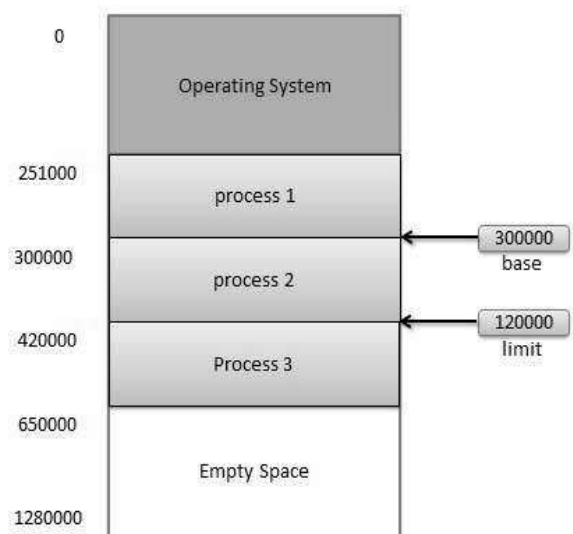 0
Operating System
251000
process 1
300000
base
300000
process 2
120000
limit
420000
Process 3
650000
Empty Space
1280000